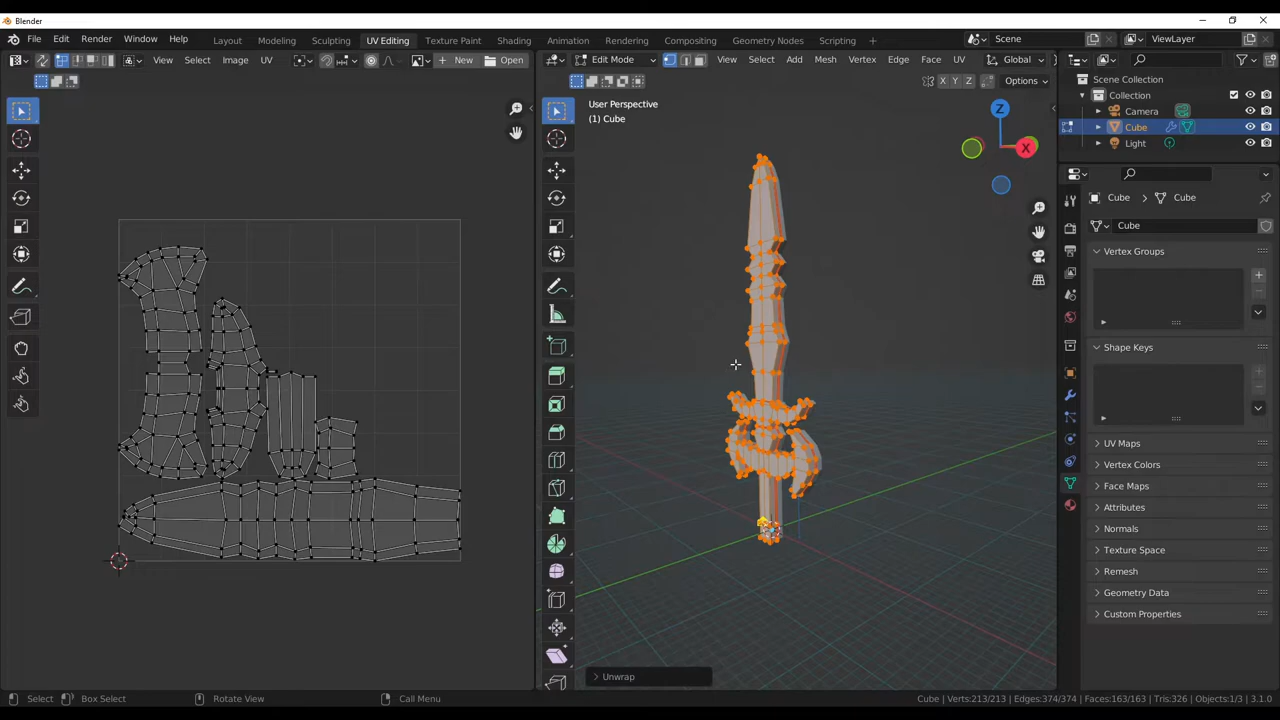 Blender
File Edit Render Window Help
Layout Modeling Sculpting UV Editing Texture Paint Shading Animation Rendering Compositing Geometry Nodes Scripting +
Scene
ViewLayer
View Select Image UV
New
Open
Edit Mode
View Select Add Mesh Vertex Edge Face UV
Global
X Y Z
Options
User Perspective
(1) Cube
Z
X
Unwrap
Scene Collection
Collection
Camera
Cube
Light
Cube
Cube
Cube
Vertex Groups
Shape Keys
UV Maps
Vertex Colors
Face Maps
Attributes
Normals
Texture Space
Remesh
Geometry Data
Custom Properties
Select
Box Select
Rotate View
Call Menu
Cube | Verts:213/213 | Edges:374/374 | Faces:163/163 | Tris:326 | Objects:1/3 | 3.1.0